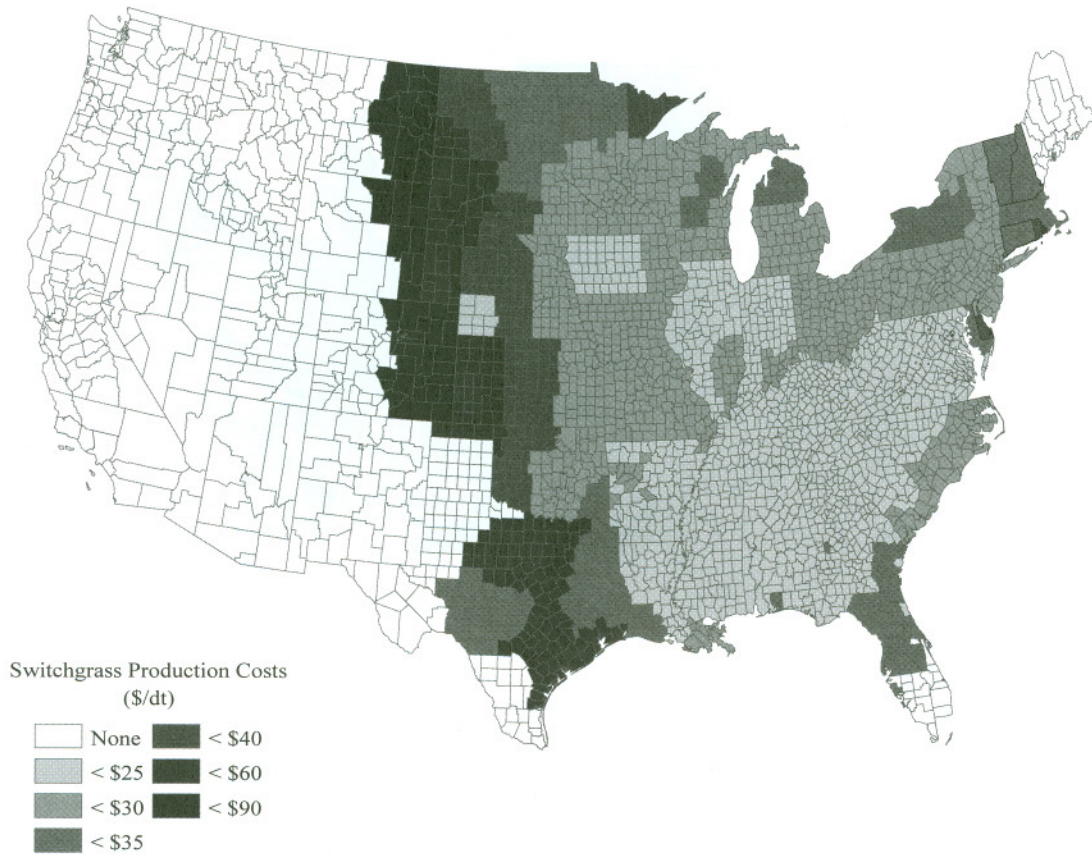 Switchgrass Production Costs
($/dt)
None
< $25
< $30
< $35
< $40
< $60
< $90